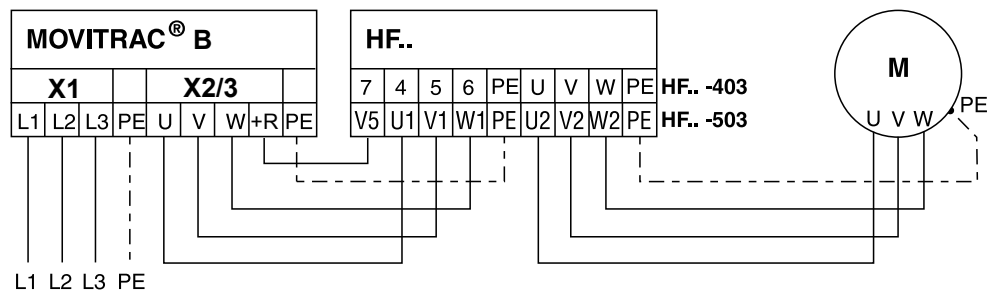 MOVITRAC® B
HF..
M
X1 X2/3
7 4 5 6 PE U V W PE HF.. -403
L1 L2 L3 PE U V W +R PE
V5 U1 V1 W1 PE U2 V2 W2 PE HF.. -503
U V W PE
L1 L2 L3 PE